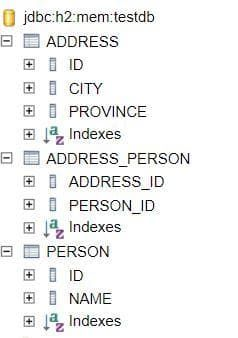 jdbc:h2:mem:testdb
ADDRESS
ID
CITY
PROVINCE
Indexes
ADDRESS_PERSON
ADDRESS_ID
PERSON_ID
Indexes
PERSON
ID
NAME
Indexes